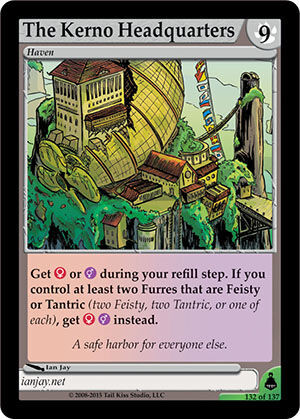 The Kerno Headquarters 9
Haven
Get or during your refill step. If you
control at least two Furres that are Feisty
or Tantric (two Feisty, two Tantric, or one of
each), get instead.
A safe harbor for everyone else.
Ian Jay
ianjay.net
© 2008-2015 Tail Kiss Studio, LLC
132 of 137